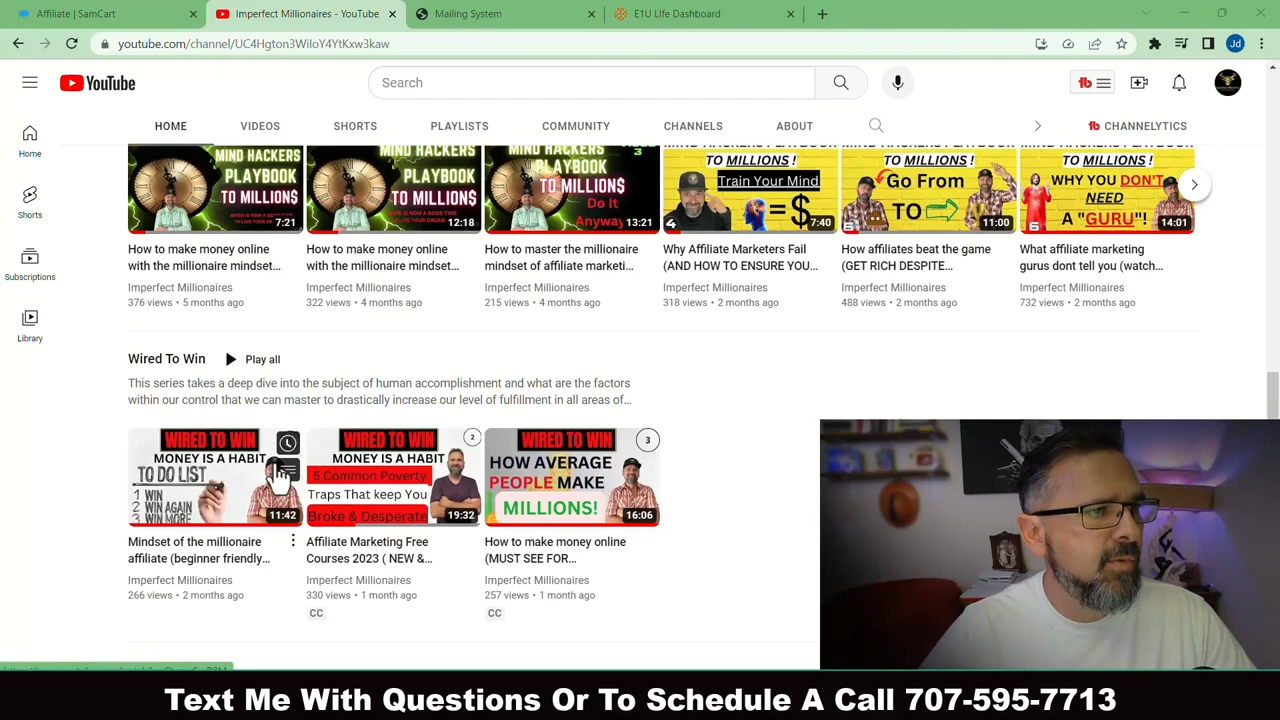 Affiliate | SamCart
Imperfect Millionaires - YouTube
Mailing System
E1U LIfe Dashboard
youtube.com/channel/UC4Hgton3WiIoY4YtKxw3kaw
Jd
YouTube
Search
tb
HOME
VIDEOS
SHORTS
PLAYLISTS
COMMUNITY
CHANNELS
ABOUT
tb CHANNELYTICS
Home
Shorts
Subscriptions
Library
MIND HACKERS
PLAYBOOK
TO MILLION$
7:21
MIND HACKERS
PLAYBOOK
TO MILLION$
12:18
MIND HACKERS
PLAYBOOK
TO MILLION$
3
Do it
Anyway
13:21
MIND HACKERS PLAYBOOK
TO MILLIONS !
Train Your Mind
= $
4
7:40
TO MILLIONS !
Go From
TO
11:00
TO MILLIONS !
WHY YOU DON'T
NEED
A "GURU"!
6
14:01
How to make money online
with the millionaire mindset...
Imperfect Millionaires
376 views • 5 months ago
How to make money online
with the millionaire mindset...
Imperfect Millionaires
322 views • 4 months ago
How to master the millionaire
mindset of affiliate marketi...
Imperfect Millionaires
215 views • 4 months ago
Why Affiliate Marketers Fail
(AND HOW TO ENSURE YOU...
Imperfect Millionaires
318 views • 2 months ago
How affiliates beat the game
(GET RICH DESPITE...
Imperfect Millionaires
488 views • 2 months ago
What affiliate marketing
gurus dont tell you (watch...
Imperfect Millionaires
732 views • 2 months ago
Wired To Win
Play all
This series takes a deep dive into the subject of human accomplishment and what are the factors
within our control that we can master to drastically increase our level of fulfillment in all areas of...
WIRED TO WIN
MONEY IS A HABIT
TO DO LIST
1 WIN
2 WIN AGAIN
3 WIN MORE
11:42
WIRED TO WIN
2
MONEY IS A HABIT
5 Common Poverty
Traps That keep You
Broke & Desperate
19:32
WIRED TO WIN
3
HOW AVERAGE
PEOPLE MAKE
MILLIONS!
16:06
Mindset of the millionaire
affiliate (beginner friendly...
Imperfect Millionaires
266 views • 2 months ago
Affiliate Marketing Free
Courses 2023 ( NEW &...
Imperfect Millionaires
330 views • 1 month ago
CC
How to make money online
(MUST SEE FOR...
Imperfect Millionaires
257 views • 1 month ago
CC
Text Me With Questions Or To Schedule A Call 707-595-7713